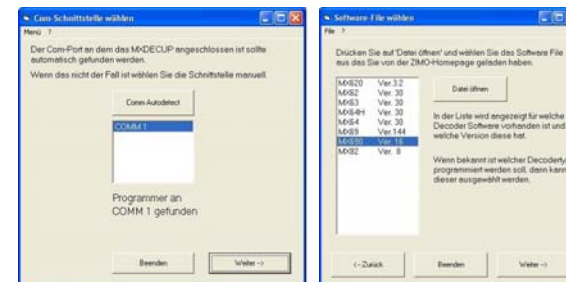 Com-Schnittstelle wählen
Menü ?
Der Com-Port an dem das MXDECUP angeschlossen ist sollte
automatisch gefunden werden.
Wenn das nicht der Fall ist wählen Sie die Schnittstelle manuell.
Comm Autodetect
COMM 1
Programmer an
COMM 1 gefunden
Beenden
Weiter ->
Software File wählen
File ?
Drücken Sie auf 'Datei öffnen' und wählen Sie das Software File
aus das Sie von der ZIMO-Homepage geladen haben.
MX620 Ver.3.2
MX62 Ver. 30
MX63 Ver. 30
MX64H Ver. 30
MX64 Ver. 30
MX69 Ver.144
MX690 Ver. 16
MX82 Ver. 8
Datei öffnen
In der Liste wird angezeigt für welche
Decoder Software vorhanden ist und
welche Version diese hat.
Wenn bekannt ist welcher Decoderty
programmiert werden soll, dann kann
dieser ausgewählt werden.
<- Zurück
Beenden
Weiter ->